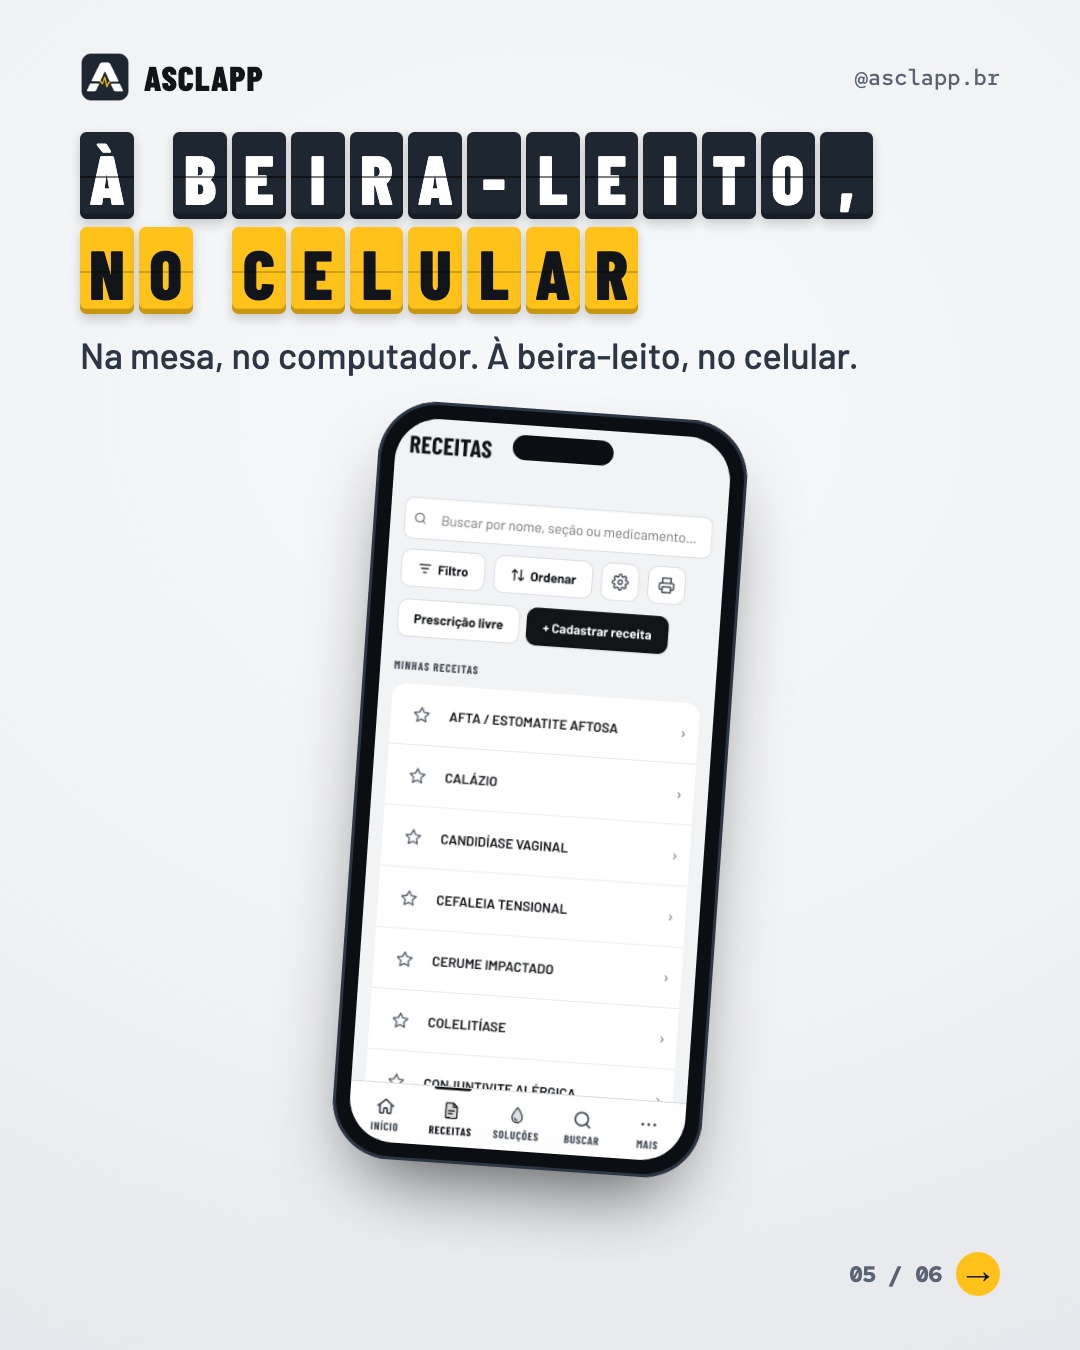 ASCLAPP
@asclapp.br
À BEIRA-LEITO,
NO CELULAR
Na mesa, no computador. À beira-leito, no celular.
RECEITAS
Buscar por nome, seção ou medicamento...
Filtro
Ordenar
Prescrição livre
+ Cadastrar receita
MINHAS RECEITAS
AFTA / ESTOMATITE AFTOSA
CALÁZIO
CANDIDÍASE VAGINAL
CEFALEIA TENSIONAL
CERUME IMPACTADO
COLELITÍASE
CONJUNTIVITE ALÉRGICA
INÍCIO
RECEITAS
SOLUÇÕES
BUSCAR
MAIS
05 / 06 →